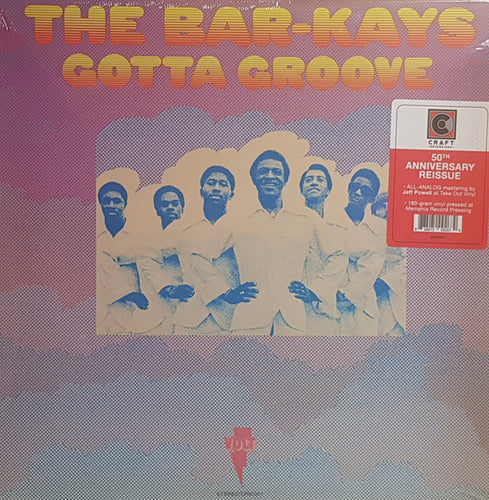 THE BAR-KAYS
GOTTA GROOVE
CRAFT
RECORDINGS
50TH
ANNIVERSARY
REISSUE
• ALL-ANALOG mastering by
Jeff Powell at Take Out Vinyl
• 180-gram vinyl pressed at
Memphis Record Pressing
VOLT